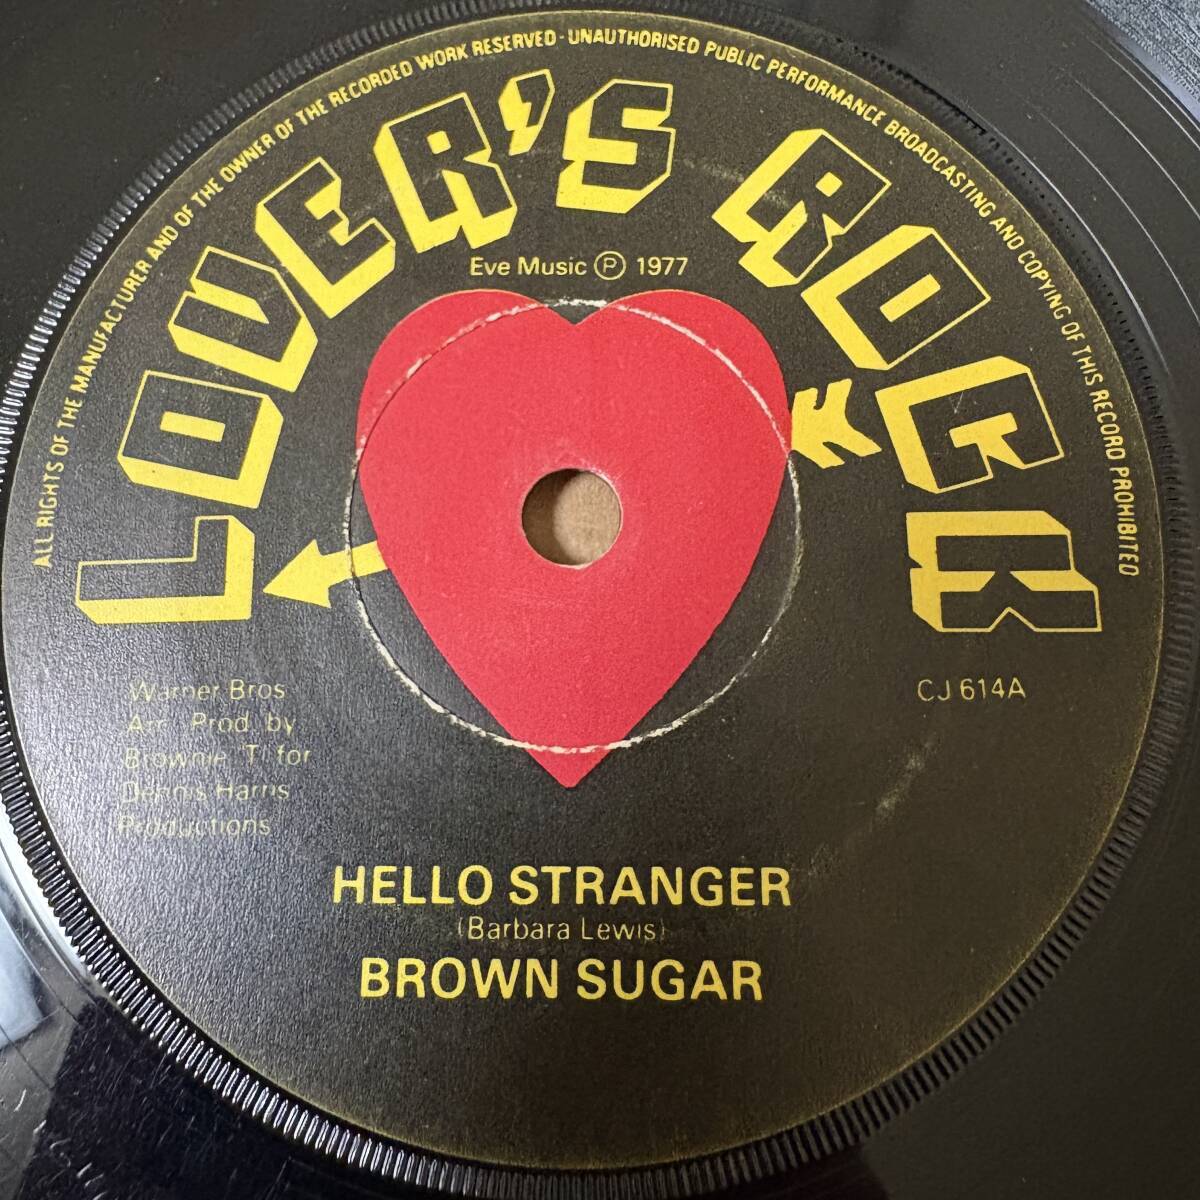 ALL RIGHTS OF THE MANUFACTURER AND OF THE OWNER OF THE RECORDED WORK RESERVED - UNAUTHORISED PUBLIC PERFORMANCE BROADCASTING AND COPYING OF THIS RECORD PROHIBITED
LOVER'S ROCK
Eve Music ℗ 1977
CJ 614A
Warner Bros
Arr. Prod. by
Brownie 'T' for
Dennis Harris
Productions
HELLO STRANGER
(Barbara Lewis)
BROWN SUGAR